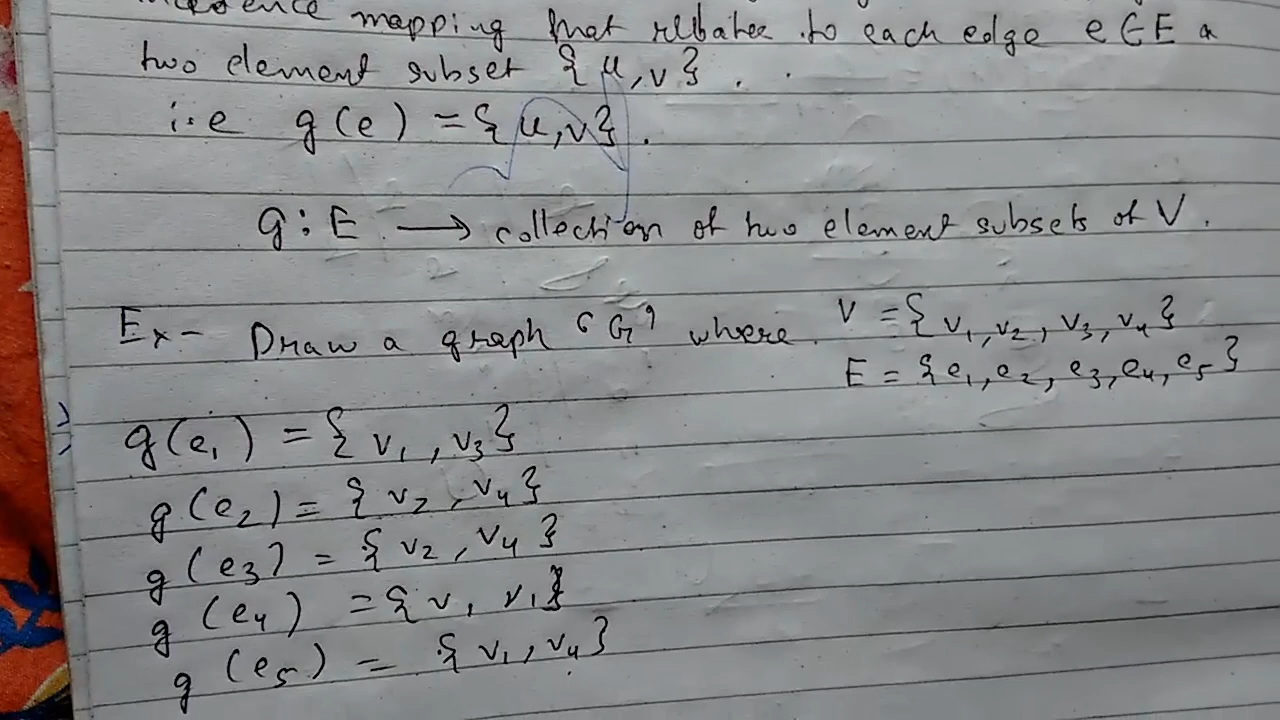 mapping that relates to each edge e ∈ E a
two element subset {u, v}.
i.e g(e) = {u, v}.
g : E → collection of two element subsets of V.
Ex - Draw a graph 'G' where V = {v₁, v₂, v₃, v₄}
E = {e₁, e₂, e₃, e₄, e₅}
g(e₁) = {v₁, v₃}
g(e₂) = {v₂, v₄}
g(e₃) = {v₂, v₄}
g(e₄) = {v₁ v₁}
g(e₅) = {v₁, v₄}